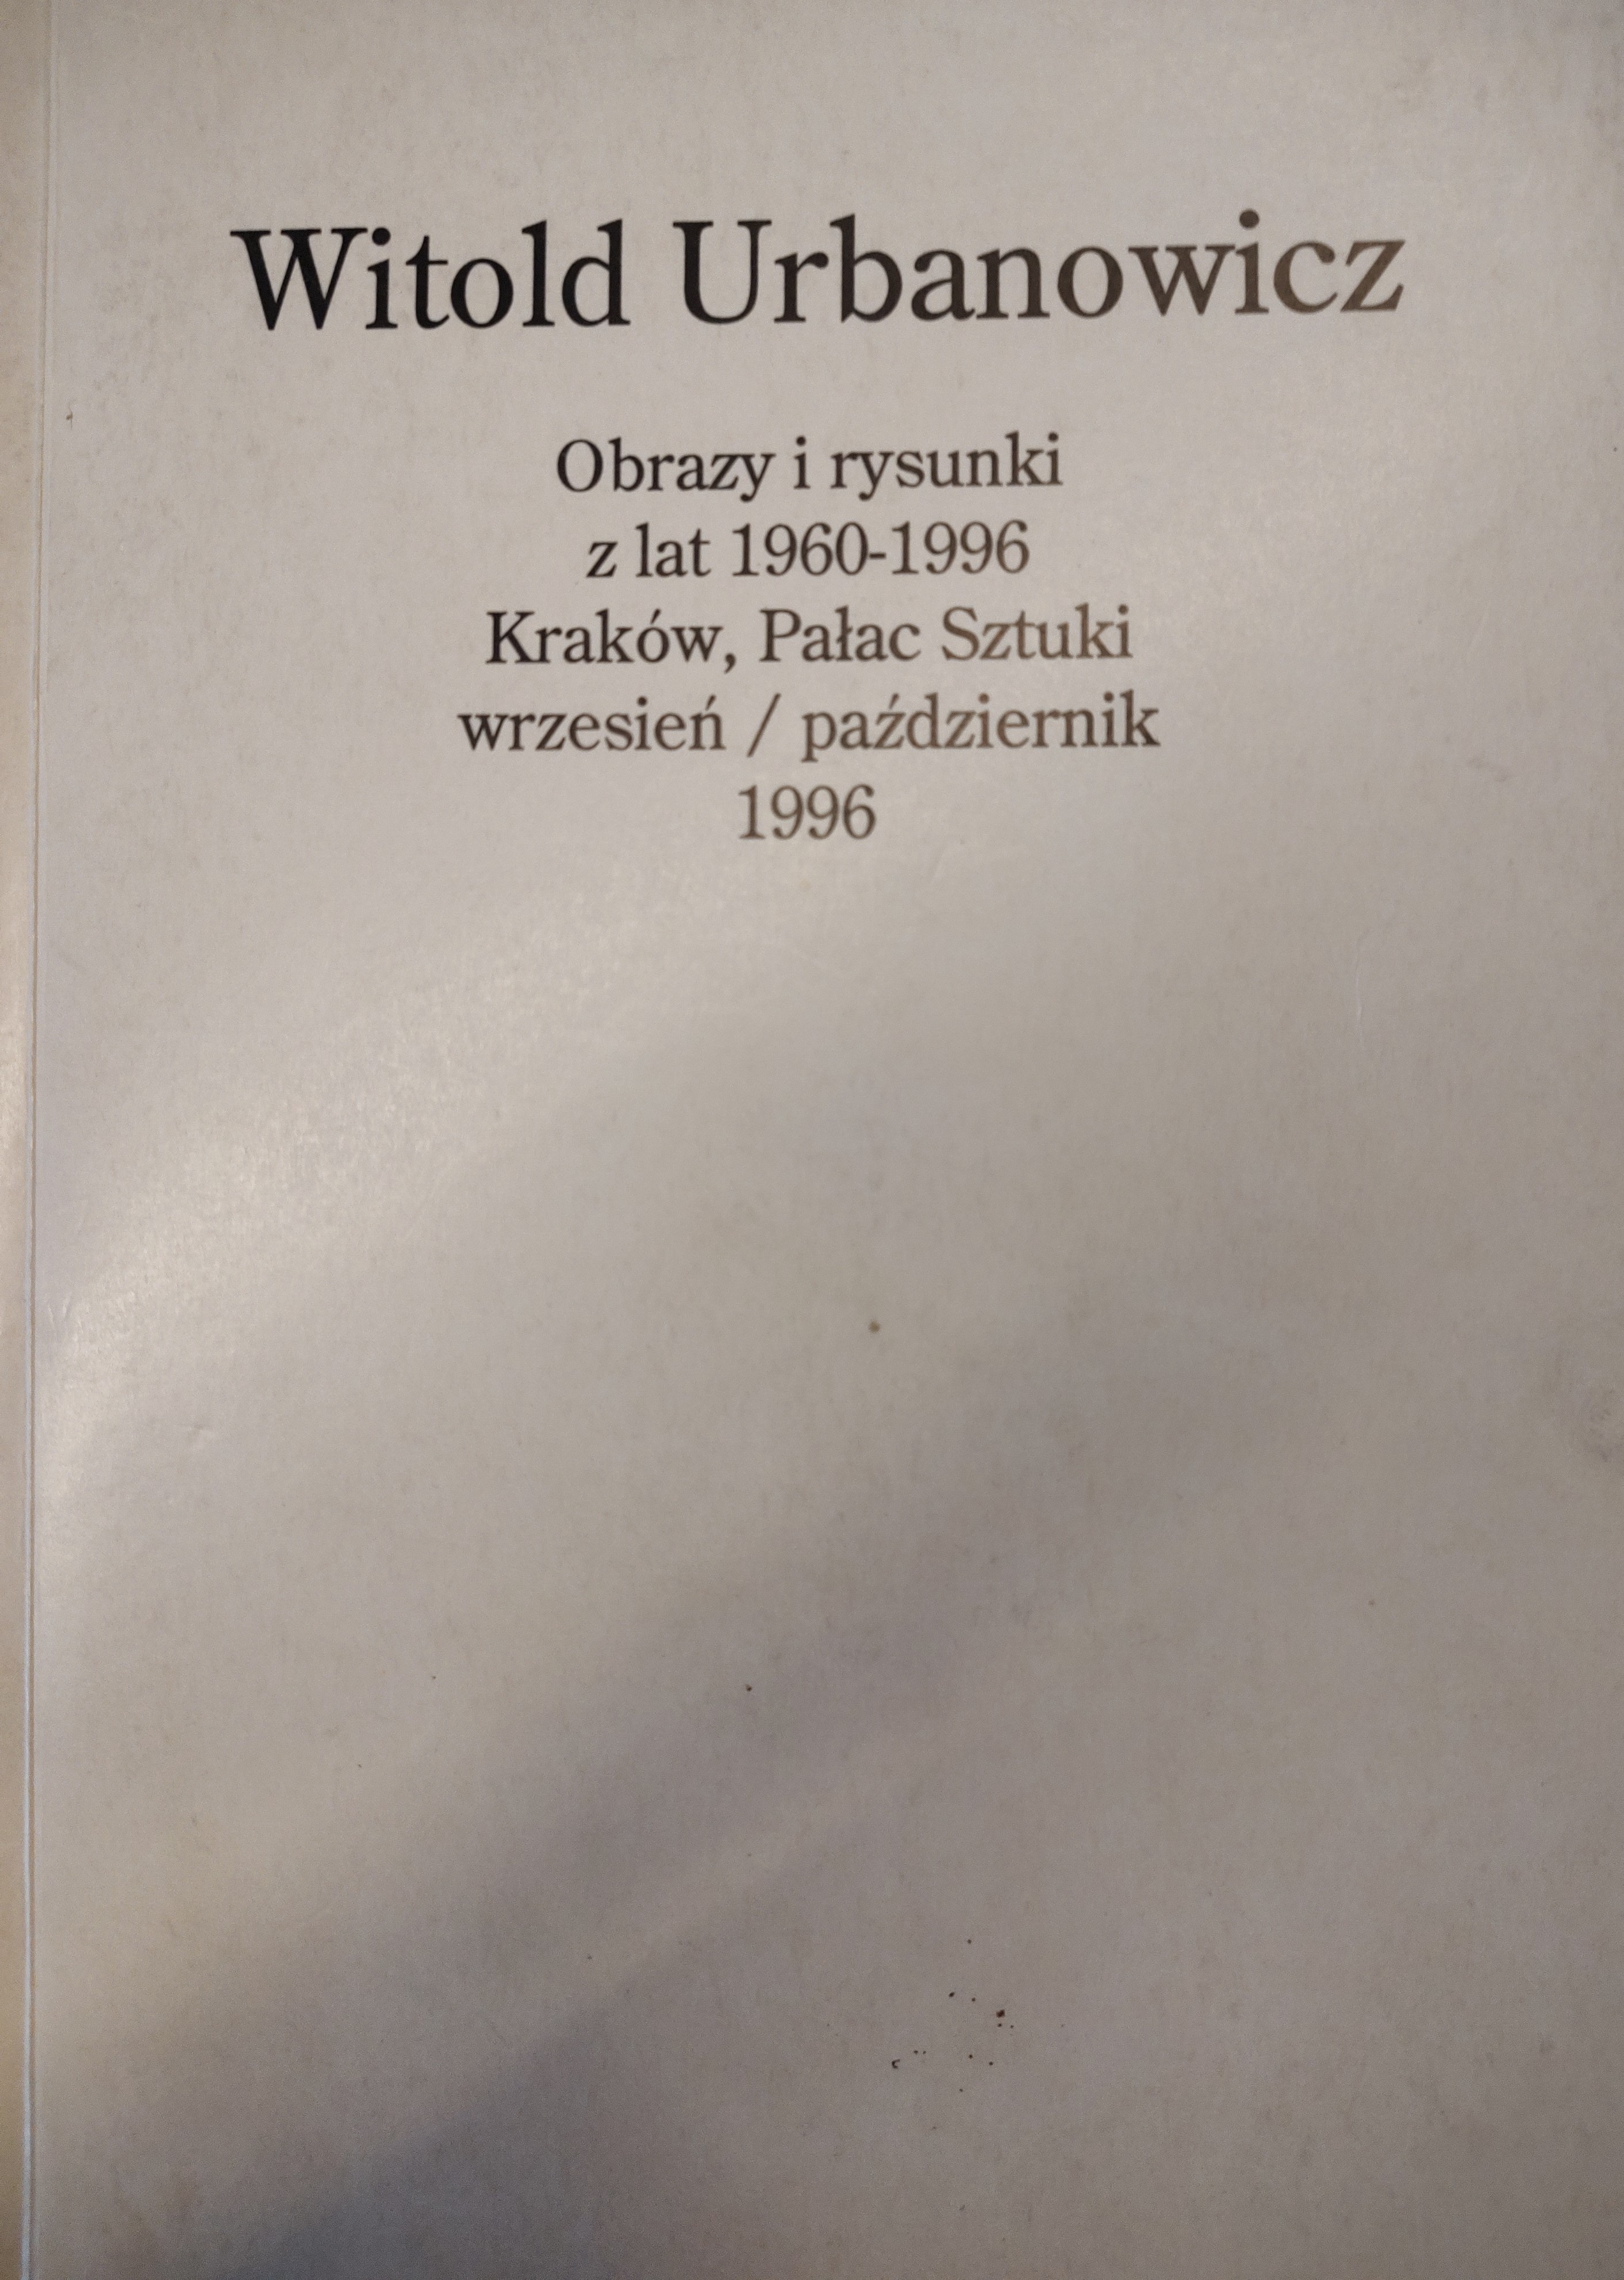 Witold Urbanowicz
Obrazy i rysunki
z lat 1960-1996
Kraków, Pałac Sztuki
wrzesień / październik
1996